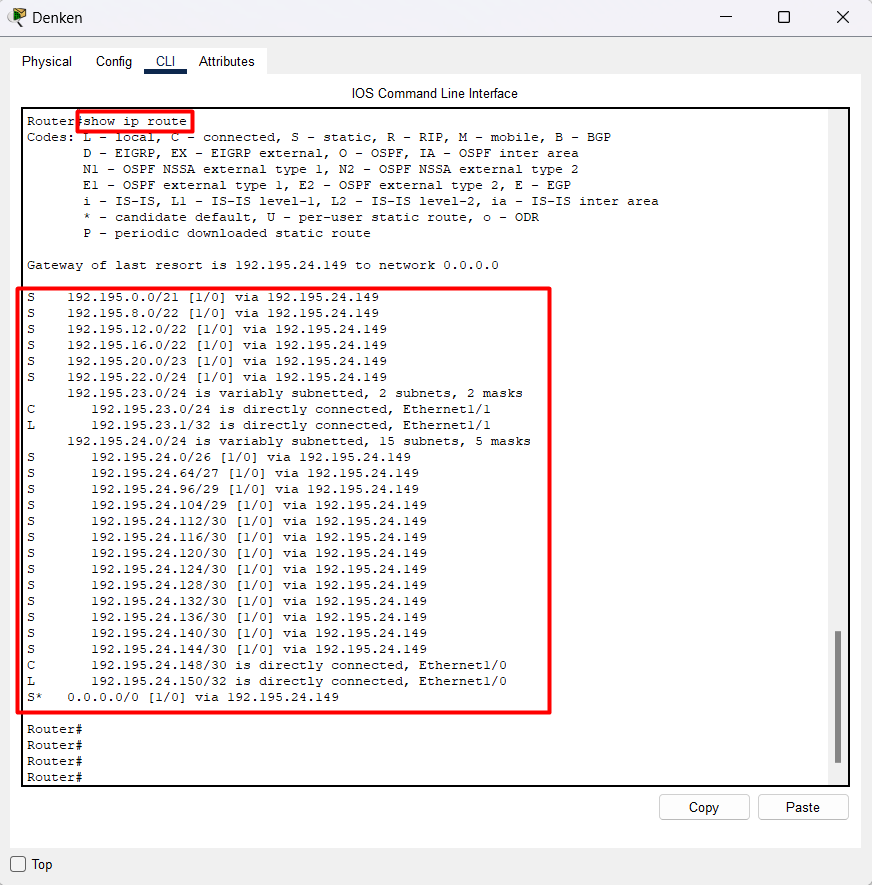 Denken
Physical Config CLI Attributes
IOS Command Line Interface
Router#show ip route
Codes: L - local, C - connected, S - static, R - RIP, M - mobile, B - BGP
D - EIGRP, EX - EIGRP external, O - OSPF, IA - OSPF inter area
N1 - OSPF NSSA external type 1, N2 - OSPF NSSA external type 2
E1 - OSPF external type 1, E2 - OSPF external type 2, E - EGP
i - IS-IS, L1 - IS-IS level-1, L2 - IS-IS level-2, ia - IS-IS inter area
* - candidate default, U - per-user static route, o - ODR
P - periodic downloaded static route
Gateway of last resort is 192.195.24.149 to network 0.0.0.0
S 192.195.0.0/21 [1/0] via 192.195.24.149
S 192.195.8.0/22 [1/0] via 192.195.24.149
S 192.195.12.0/22 [1/0] via 192.195.24.149
S 192.195.16.0/22 [1/0] via 192.195.24.149
S 192.195.20.0/23 [1/0] via 192.195.24.149
S 192.195.22.0/24 [1/0] via 192.195.24.149
192.195.23.0/24 is variably subnetted, 2 subnets, 2 masks
C 192.195.23.0/24 is directly connected, Ethernet1/1
L 192.195.23.1/32 is directly connected, Ethernet1/1
192.195.24.0/24 is variably subnetted, 15 subnets, 5 masks
S 192.195.24.0/26 [1/0] via 192.195.24.149
S 192.195.24.64/27 [1/0] via 192.195.24.149
S 192.195.24.96/29 [1/0] via 192.195.24.149
S 192.195.24.104/29 [1/0] via 192.195.24.149
S 192.195.24.112/30 [1/0] via 192.195.24.149
S 192.195.24.116/30 [1/0] via 192.195.24.149
S 192.195.24.120/30 [1/0] via 192.195.24.149
S 192.195.24.124/30 [1/0] via 192.195.24.149
S 192.195.24.128/30 [1/0] via 192.195.24.149
S 192.195.24.132/30 [1/0] via 192.195.24.149
S 192.195.24.136/30 [1/0] via 192.195.24.149
S 192.195.24.140/30 [1/0] via 192.195.24.149
S 192.195.24.144/30 [1/0] via 192.195.24.149
C 192.195.24.148/30 is directly connected, Ethernet1/0
L 192.195.24.150/32 is directly connected, Ethernet1/0
S* 0.0.0.0/0 [1/0] via 192.195.24.149
Router#
Router#
Router#
Router#
Copy Paste
Top